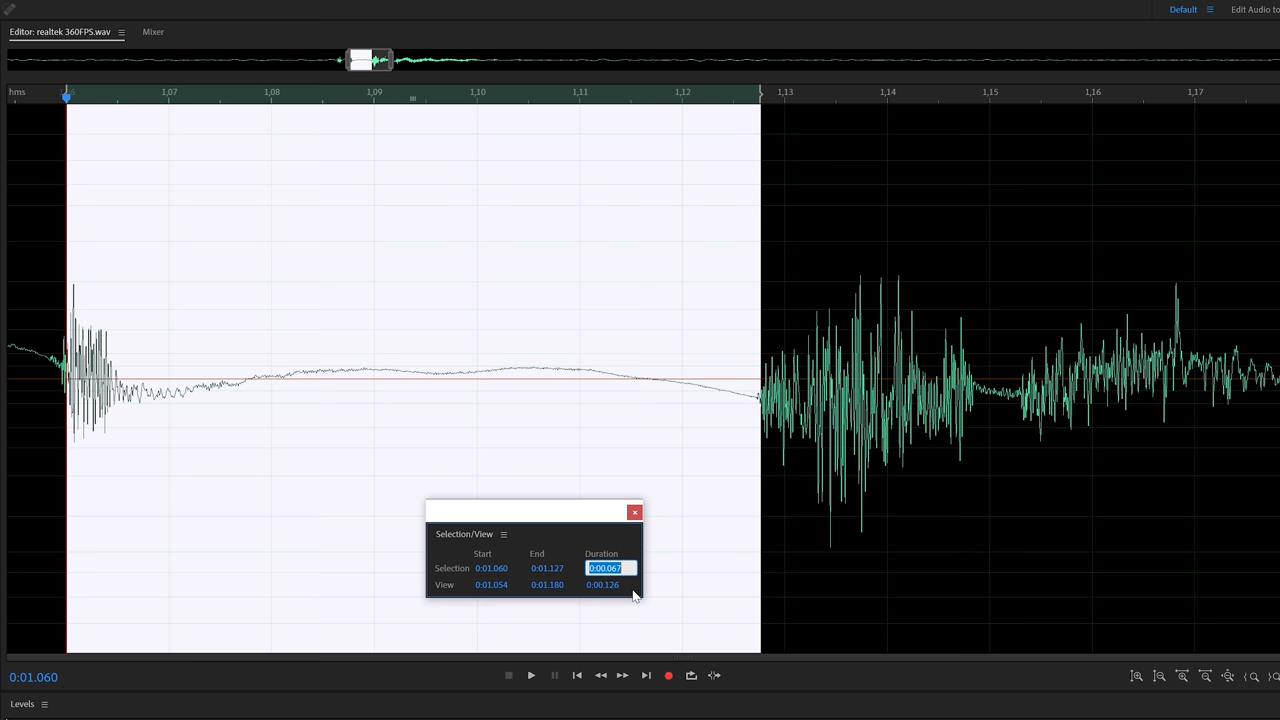 Default
Edit Audio to
Editor: realtek 360FPS.wav
Mixer
hms
1,07
1,08
1,09
1,10
1,11
1,12
1,13
1,14
1,15
1,16
1,17
Selection/View
Start End Duration
Selection 0:01.060 0:01.127 0:00.067
View 0:01.054 0:01.180 0:00.126
0:01.060
Levels